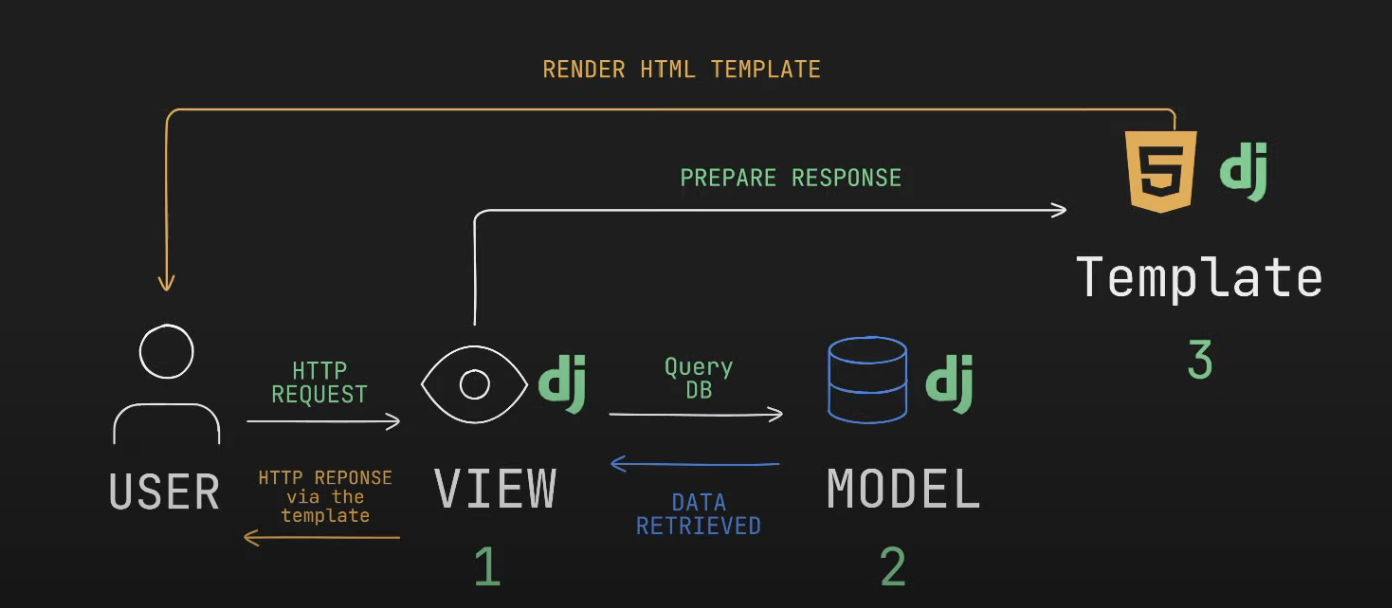 RENDER HTML TEMPLATE
PREPARE RESPONSE
5 dj
Template
3
HTTP
REQUEST
dj
Query
DB
dj
USER
HTTP REPONSE
via the
template
VIEW
1
DATA
RETRIEVED
MODEL
2